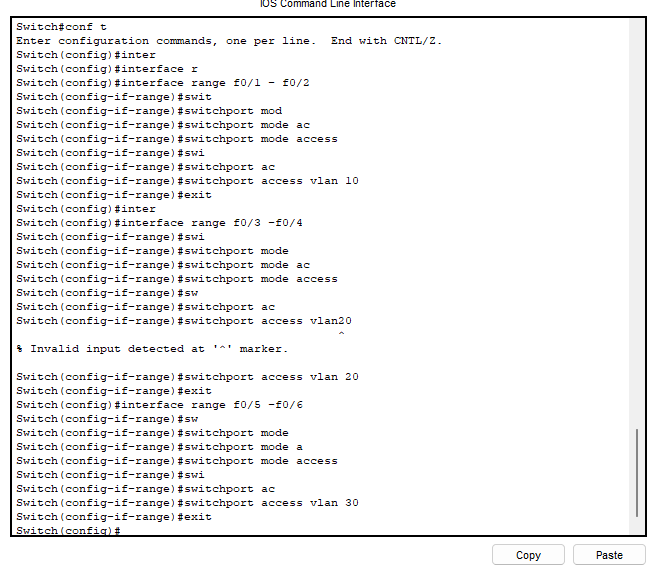 IOS Command Line Interface
Switch#conf t
Enter configuration commands, one per line.  End with CNTL/Z.
Switch(config)#inter
Switch(config)#interface r
Switch(config)#interface range f0/1 - f0/2
Switch(config-if-range)#swit
Switch(config-if-range)#switchport mod
Switch(config-if-range)#switchport mode ac
Switch(config-if-range)#switchport mode access
Switch(config-if-range)#swi
Switch(config-if-range)#switchport ac
Switch(config-if-range)#switchport access vlan 10
Switch(config-if-range)#exit
Switch(config)#inter
Switch(config)#interface range f0/3 -f0/4
Switch(config-if-range)#swi
Switch(config-if-range)#switchport mode
Switch(config-if-range)#switchport mode ac
Switch(config-if-range)#switchport mode access
Switch(config-if-range)#sw
Switch(config-if-range)#switchport ac
Switch(config-if-range)#switchport access vlan20
^
% Invalid input detected at '^' marker.
Switch(config-if-range)#switchport access vlan 20
Switch(config-if-range)#exit
Switch(config)#interface range f0/5 -f0/6
Switch(config-if-range)#sw
Switch(config-if-range)#switchport mode
Switch(config-if-range)#switchport mode a
Switch(config-if-range)#switchport mode access
Switch(config-if-range)#swi
Switch(config-if-range)#switchport ac
Switch(config-if-range)#switchport access vlan 30
Switch(config-if-range)#exit
Switch(config)#
Copy
Paste